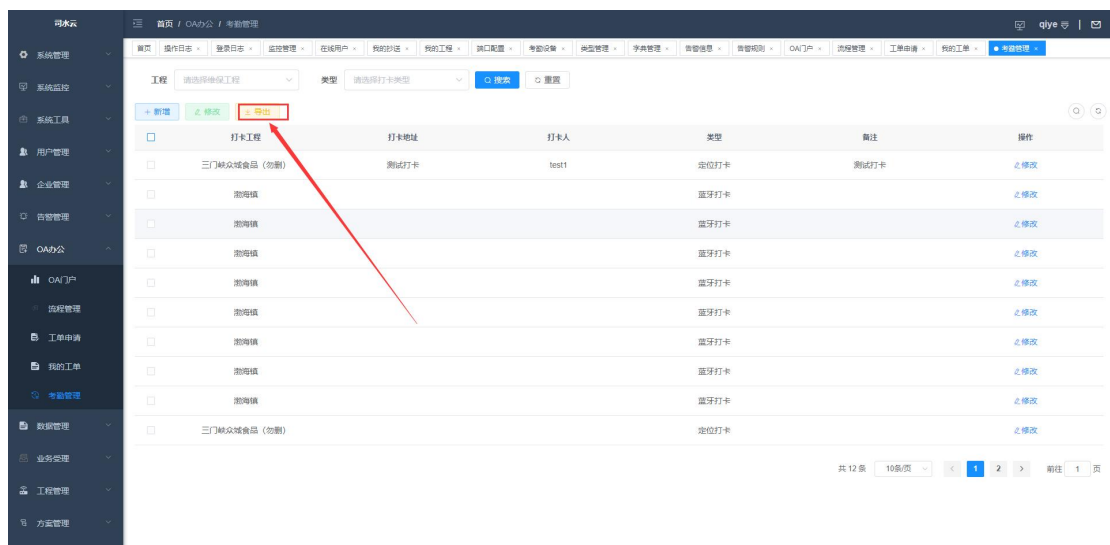 司水云
首页 / OA办公 / 考勤管理
qiye
首页 操作日志 × 登录日志 × 监控管理 × 在线用户 × 我的抄送 × 我的工程 × 端口配置 × 考勤设备 × 类型管理 × 字典管理 × 告警信息 × 告警规则 × OA门户 × 流程管理 × 工单申请 × 我的工单 × 考勤管理 ×
系统管理
系统监控
系统工具
用户管理
企业管理
告警管理
OA办公
OA门户
流程管理
工单申请
我的工单
考勤管理
数据管理
业务受理
工程管理
方案管理
工程 请选择维保工程 类型 请选择打卡类型 搜索 重置
+ 新增 修改 导出
打卡工程 打卡地址 打卡人 类型 备注 操作
三门峡众城食品（勿删） 测试打卡 test1 定位打卡 测试打卡 修改
渤海镇 蓝牙打卡 修改
渤海镇 蓝牙打卡 修改
渤海镇 蓝牙打卡 修改
渤海镇 蓝牙打卡 修改
渤海镇 蓝牙打卡 修改
渤海镇 蓝牙打卡 修改
渤海镇 蓝牙打卡 修改
渤海镇 蓝牙打卡 修改
三门峡众城食品（勿删） 定位打卡 修改
共 12 条 10条/页 < 1 2 > 前往 1 页